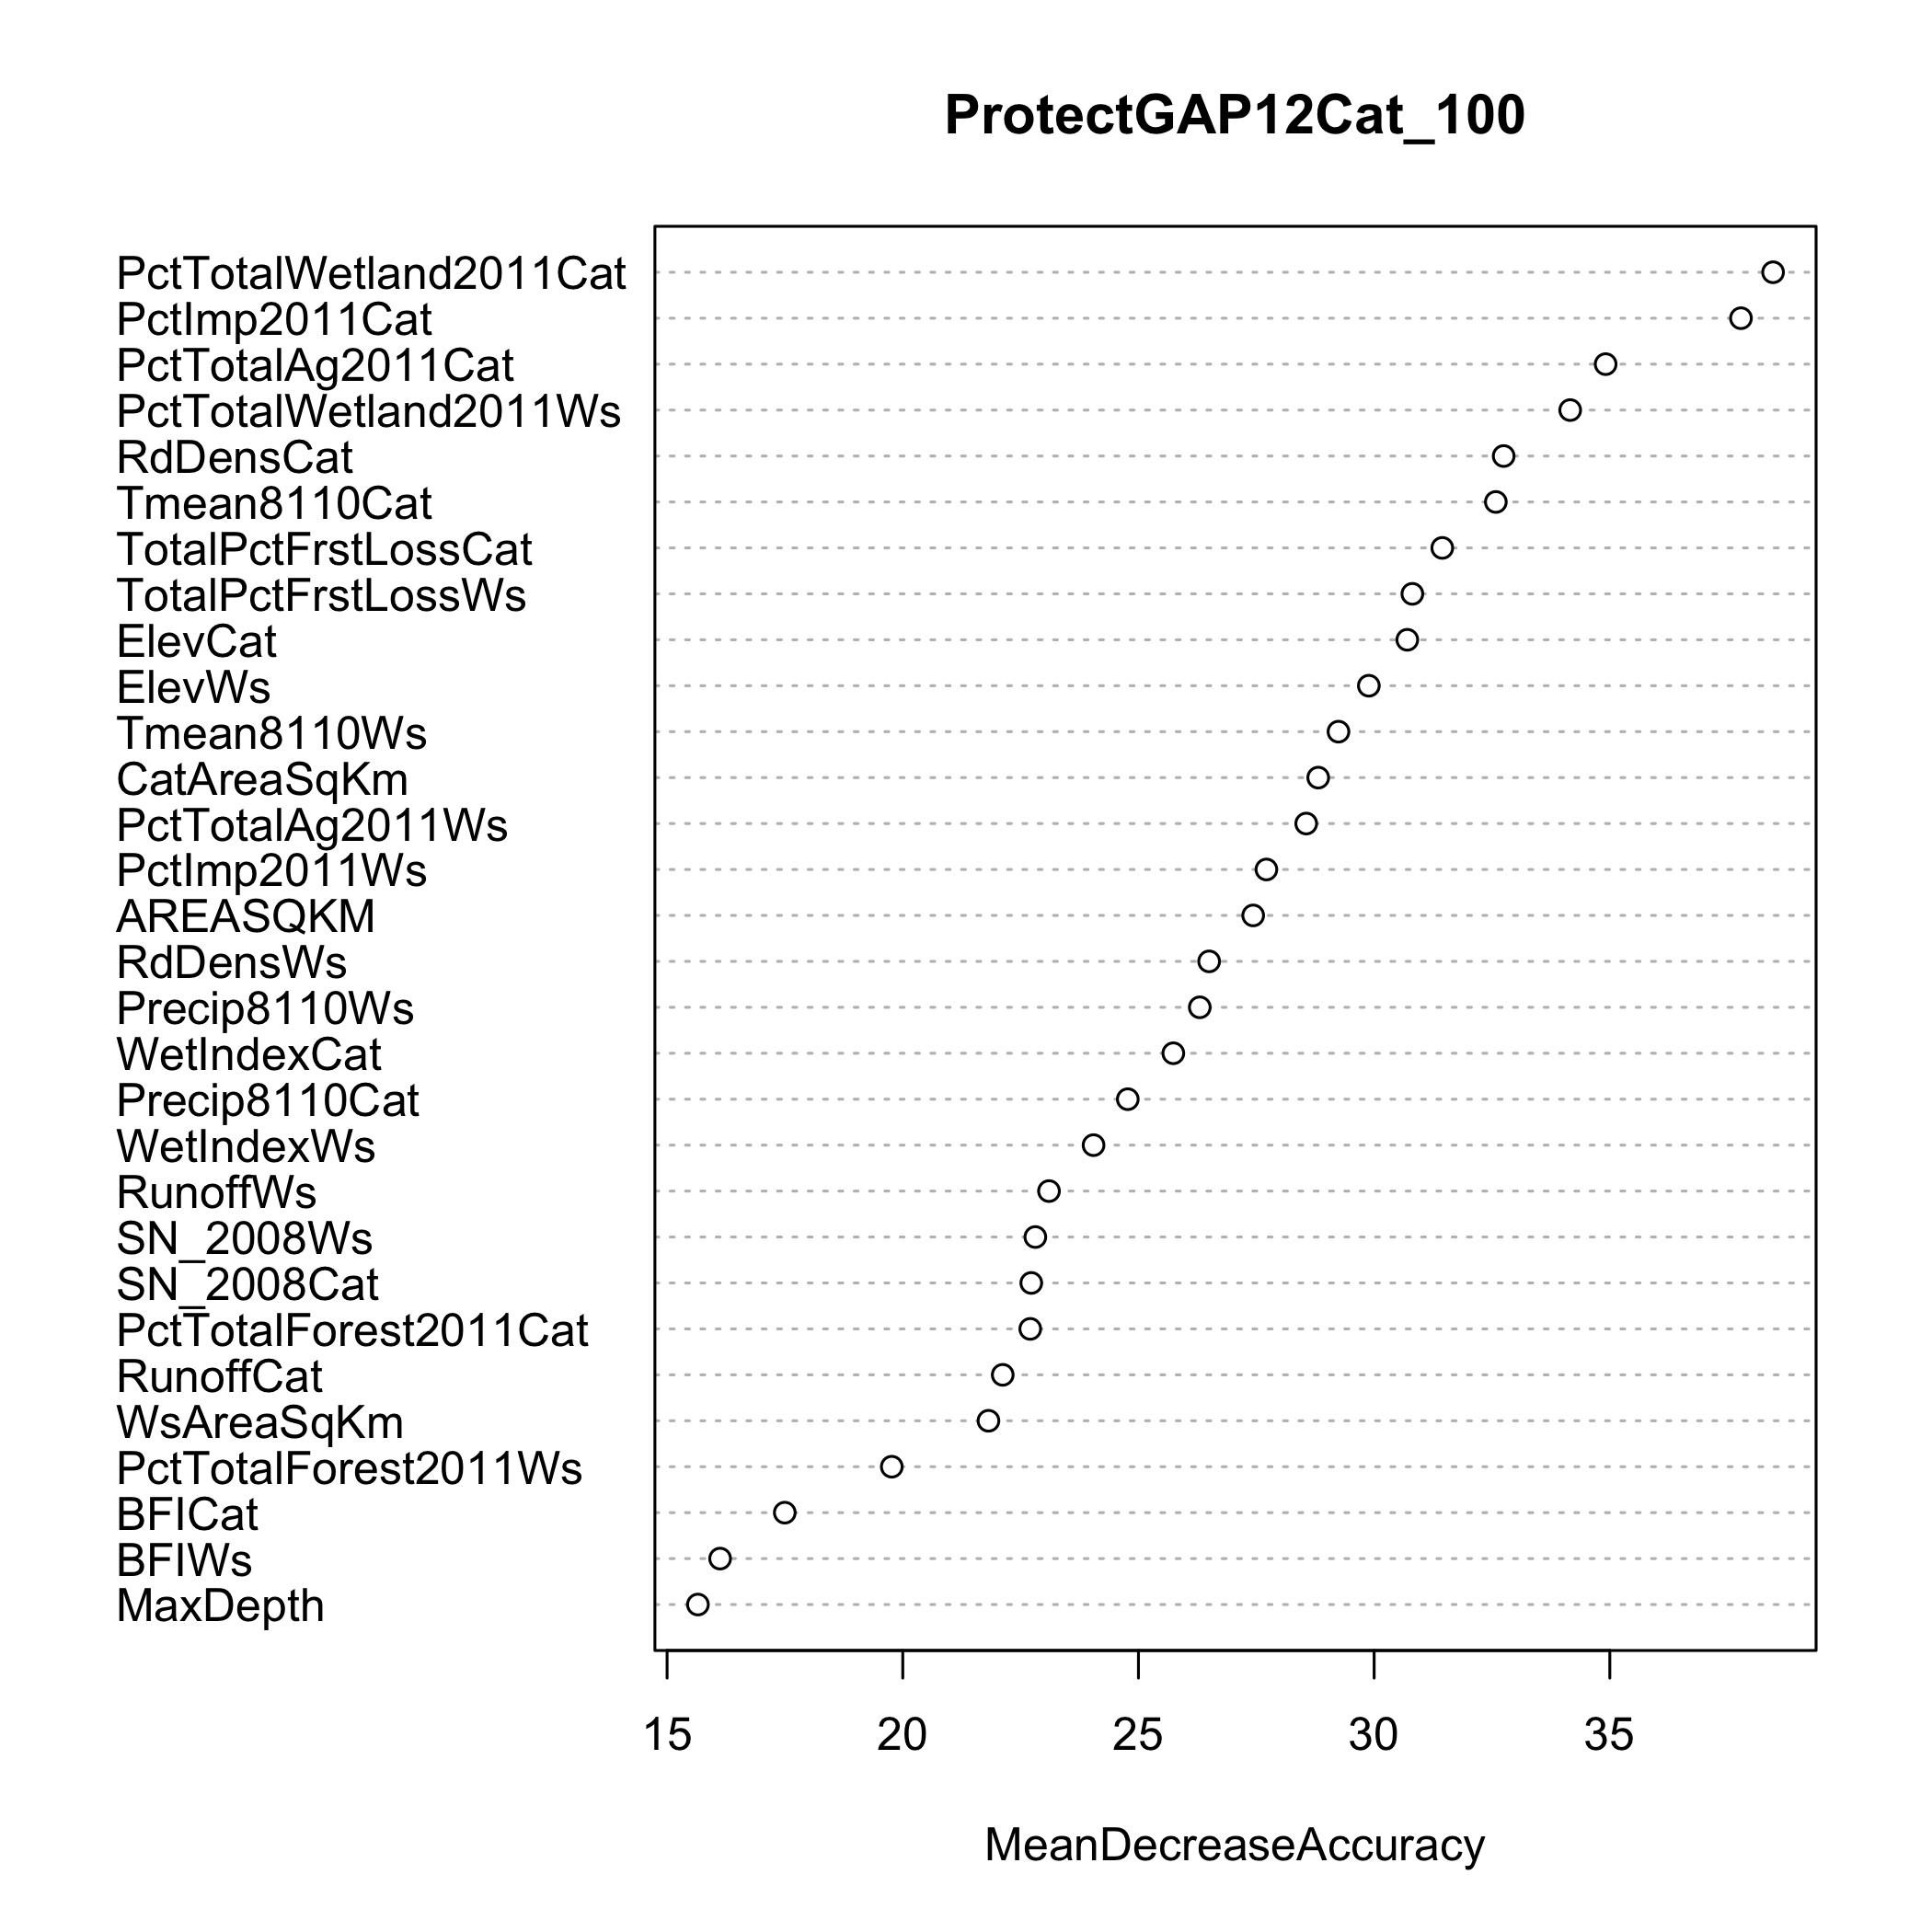 ProtectGAP12Cat_100
PctTotalWetland2011Cat
PctImp2011Cat
PctTotalAg2011Cat
PctTotalWetland2011Ws
RdDensCat
Tmean8110Cat
TotalPctFrstLossCat
TotalPctFrstLossWs
ElevCat
ElevWs
Tmean8110Ws
CatAreaSqKm
PctTotalAg2011Ws
PctImp2011Ws
AREASQKM
RdDensWs
Precip8110Ws
WetIndexCat
Precip8110Cat
WetIndexWs
RunoffWs
SN_2008Ws
SN_2008Cat
PctTotalForest2011Cat
RunoffCat
WsAreaSqKm
PctTotalForest2011Ws
BFICat
BFIWs
MaxDepth
15 20 25 30 35
MeanDecreaseAccuracy